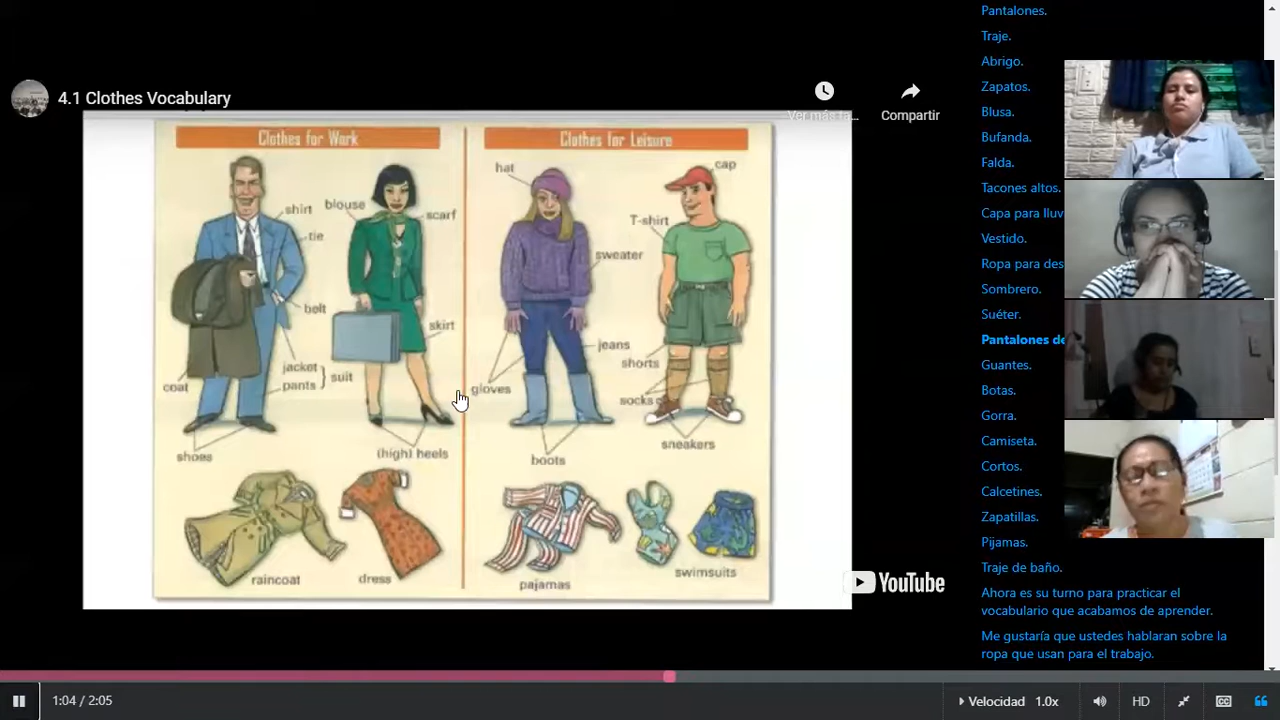 4.1 Clothes Vocabulary
Compartir
Clothes for Work
Clothes for Leisure
shirt
blouse
scarf
tie
belt
skirt
jacket
pants
suit
coat
shoes
(high) heels
raincoat
dress
hat
cap
T-shirt
sweater
jeans
shorts
gloves
socks
sneakers
boots
pajamas
swimsuits
YouTube
Pantalones.
Traje.
Abrigo.
Zapatos.
Blusa.
Bufanda.
Falda.
Tacones altos.
Capa para lluv
Vestido.
Ropa para des
Sombrero.
Suéter.
Pantalones de
Guantes.
Botas.
Gorra.
Camiseta.
Cortos.
Calcetines.
Zapatillas.
Pijamas.
Traje de baño.
Ahora es su turno para practicar el
vocabulario que acabamos de aprender.
Me gustaría que ustedes hablaran sobre la
ropa que usan para el trabajo.
1:04 / 2:05
Velocidad 1.0x
HD
CC